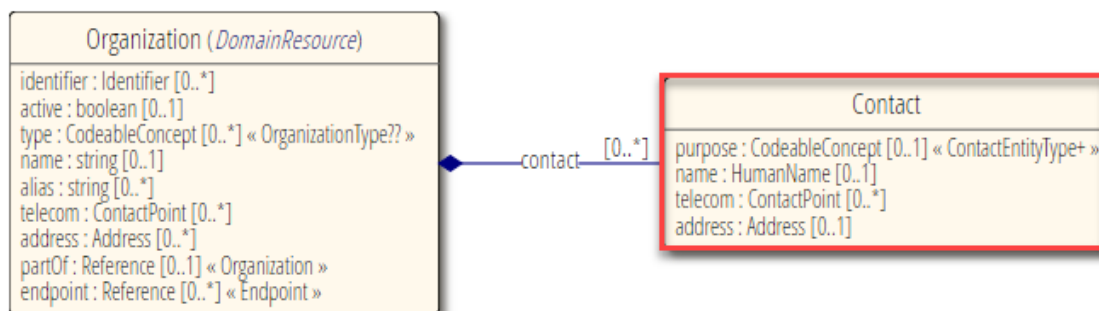 Organization (DomainResource)
identifier : Identifier [0..*]
active : boolean [0..1]
type : CodeableConcept [0..*] « OrganizationType?? »
name : string [0..1]
alias : string [0..*]
telecom : ContactPoint [0..*]
address : Address [0..*]
partOf : Reference [0..1] « Organization »
endpoint : Reference [0..*] « Endpoint »
contact
[0..*]
Contact
purpose : CodeableConcept [0..1] « ContactEntityType+ »
name : HumanName [0..1]
telecom : ContactPoint [0..*]
address : Address [0..1]